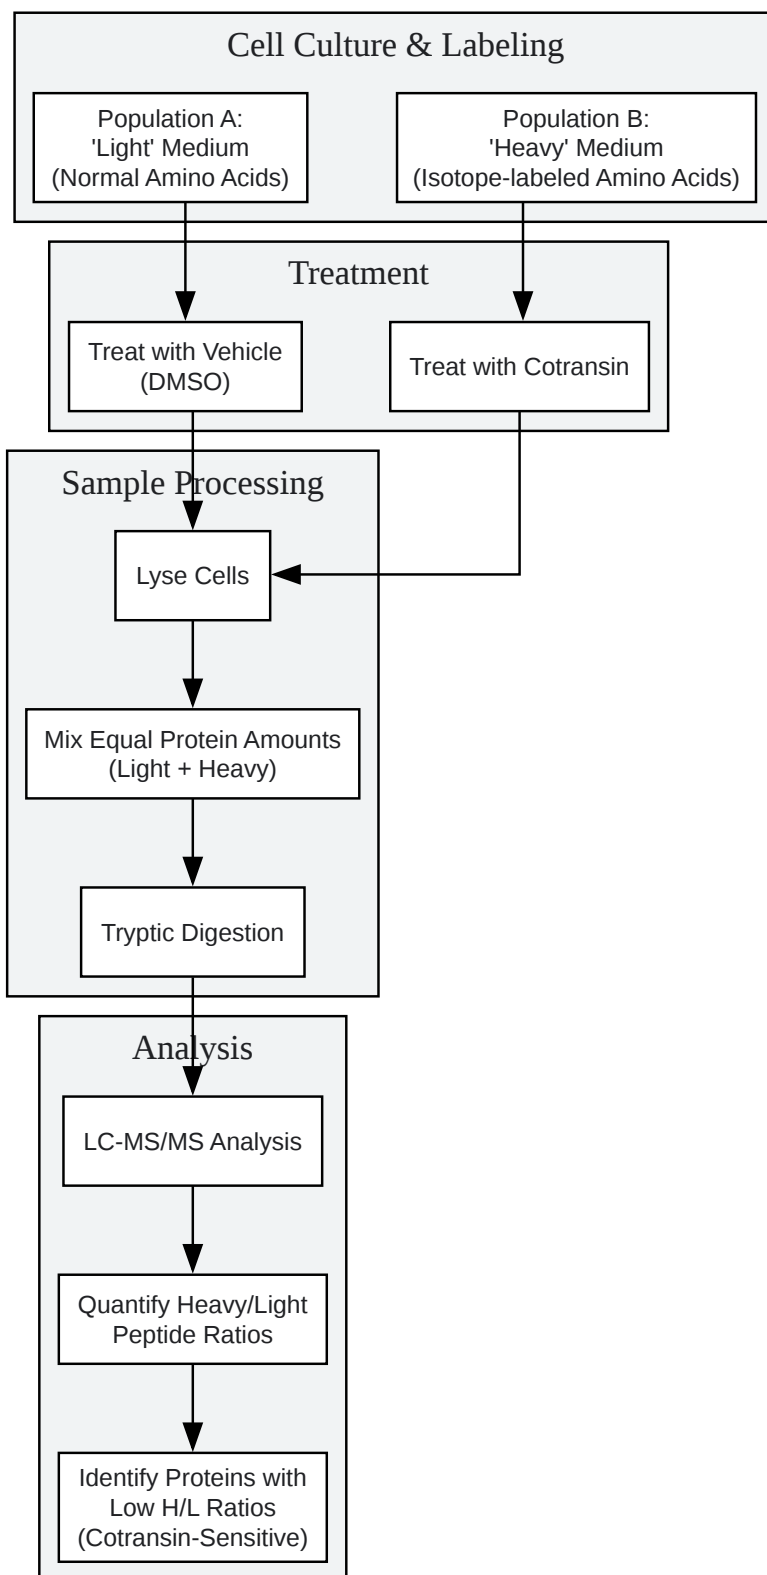 Cell Culture & Labeling
Population A:
'Light' Medium
(Normal Amino Acids)
Population B:
'Heavy' Medium
(Isotope-labeled Amino Acids)
Treatment
Treat with Vehicle
(DMSO)
Treat with Cotransin
Sample Processing
Lyse Cells
Mix Equal Protein Amounts
(Light + Heavy)
Tryptic Digestion
Analysis
LC-MS/MS Analysis
Quantify Heavy/Light
Peptide Ratios
Identify Proteins with
Low H/L Ratios
(Cotransin-Sensitive)